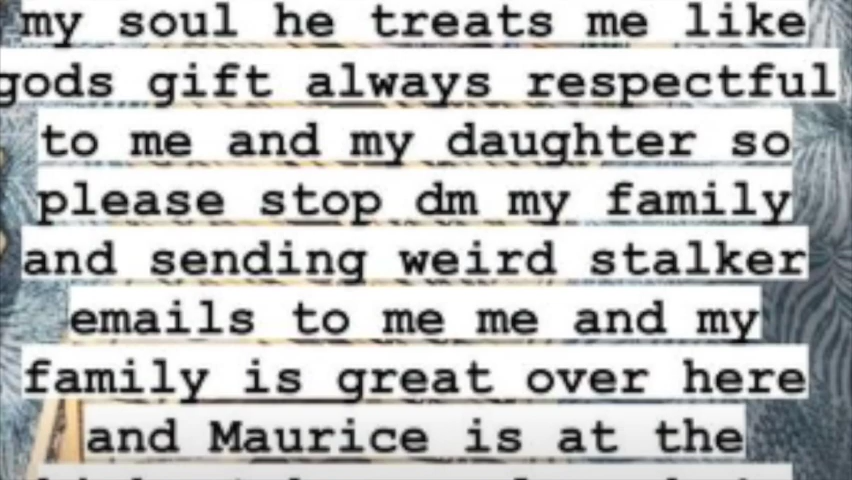 my soul he treats me like
gods gift always respectful
to me and my daughter so
please stop dm my family
and sending weird stalker
emails to me me and my
family is great over here
and Maurice is at the